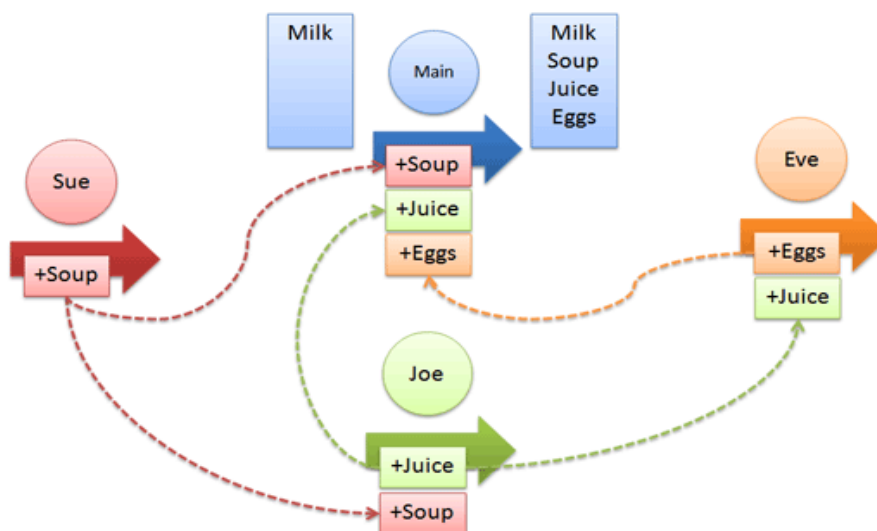 Milk
Main
Milk
Soup
Juice
Eggs
Sue
+Soup
+Soup
+Juice
+Eggs
Eve
+Eggs
+Juice
Joe
+Juice
+Soup